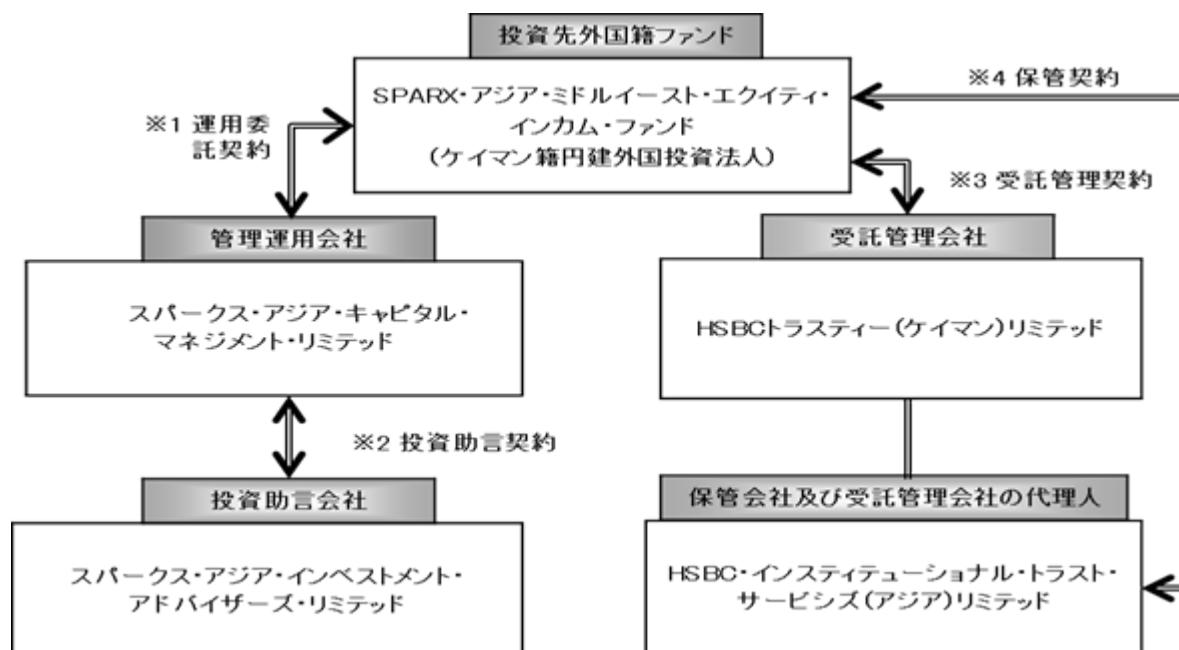 投資先外国籍ファンド
SPARX・アジア・ミドルイースト・エクイティ・
インカム・ファンド
(ケイマン籍円建外国投資法人)
※4 保管契約
※1 運用委
託契約
※3 受託管理契約
管理運用会社
スパークス・アジア・キャピタル・
マネジメント・リミテッド
受託管理会社
HSBCトラスティー(ケイマン)リミテッド
※2 投資助言契約
投資助言会社
スパークス・アジア・インベストメント・
アドバイザーズ・リミテッド
保管会社及び受託管理会社の代理人
HSBC・インスティテューショナル・トラスト・
サービシズ(アジア)リミテッド